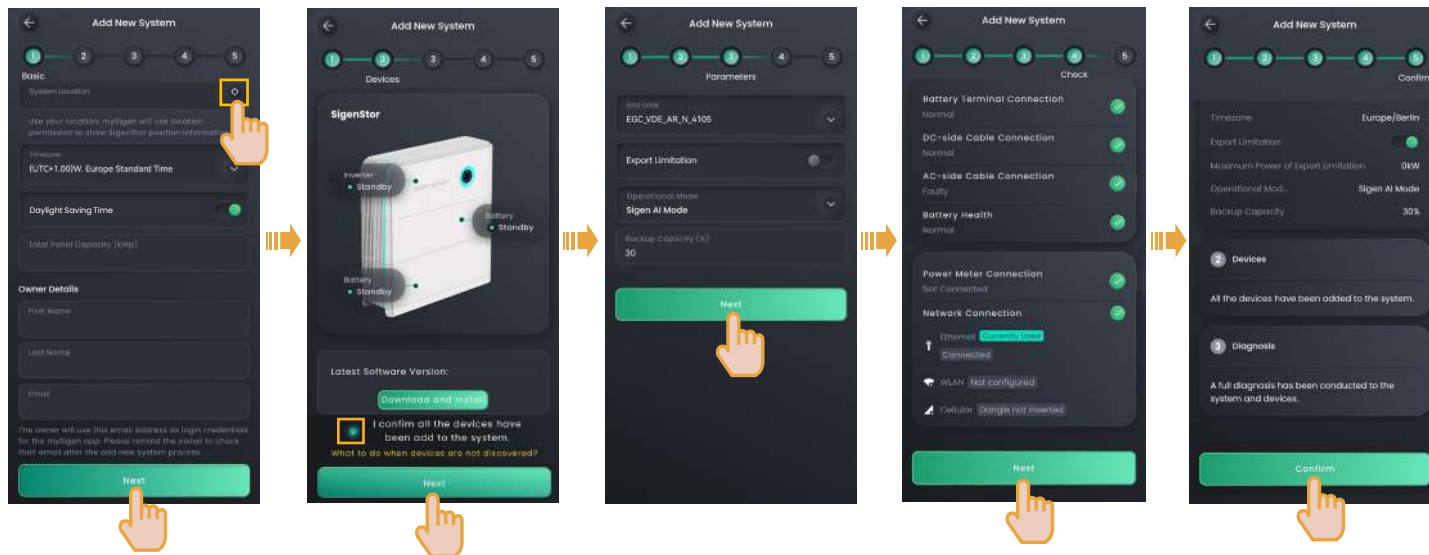 Add New System
1
2
3
4
5
Basic
System Location
Use your location: mySigen will use location
permission to show SigenStor position information
Timezone
(UTC+1.00)W. Europe Standard Time
Daylight Saving Time
Total Panel Capacity (kWp)
Owner Details
First Name
Last Name
Email
The owner will use this email address as login credentials
for the mySigen app. Please remind the owner to check
their email after the add new system process.
Next
Add New System
1
2
3
4
5
Devices
SigenStor
Inverter
Standby
Battery
Standby
Battery
Standby
Latest Software Version:
Download and Install
I confim all the devices have
been add to the system.
What to do when devices are not discovered?
Next
Add New System
1
2
3
4
5
Parameters
Grid Code
EGC_VDE_AR_N_4105
Export Limitation
Operational Mode
Sigen AI Mode
Backup Capacity (%)
30
Next
Add New System
1
2
3
4
5
Check
Battery Terminal Connection
Normal
DC-side Cable Connection
Normal
AC-side Cable Connection
Faulty
Battery Health
Normal
Power Meter Connection
Not Connected
Network Connection
Ethernet Currently Used
Connected
WLAN Not configured
Cellular Dongle not inserted
Next
Add New System
1
2
3
4
5
Confirm
Timezone Europe/Berlin
Export Limitation
Maximum Power of Export Limitation 0kW
Operational Mod... Sigen AI Mode
Backup Capacity 30%
2 Devices
All the devices have been added to the system.
3 Diagnosis
A full diagnosis has been conducted to the
system and devices.
Confirm